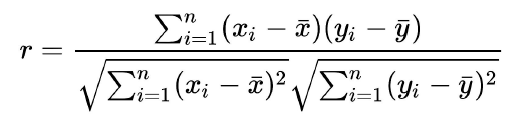 r = \frac{\sum_{i=1}^{n}(x_i - \bar{x})(y_i - \bar{y})}{\sqrt{\sum_{i=1}^{n}(x_i - \bar{x})^2}\sqrt{\sum_{i=1}^{n}(y_i - \bar{y})^2}}